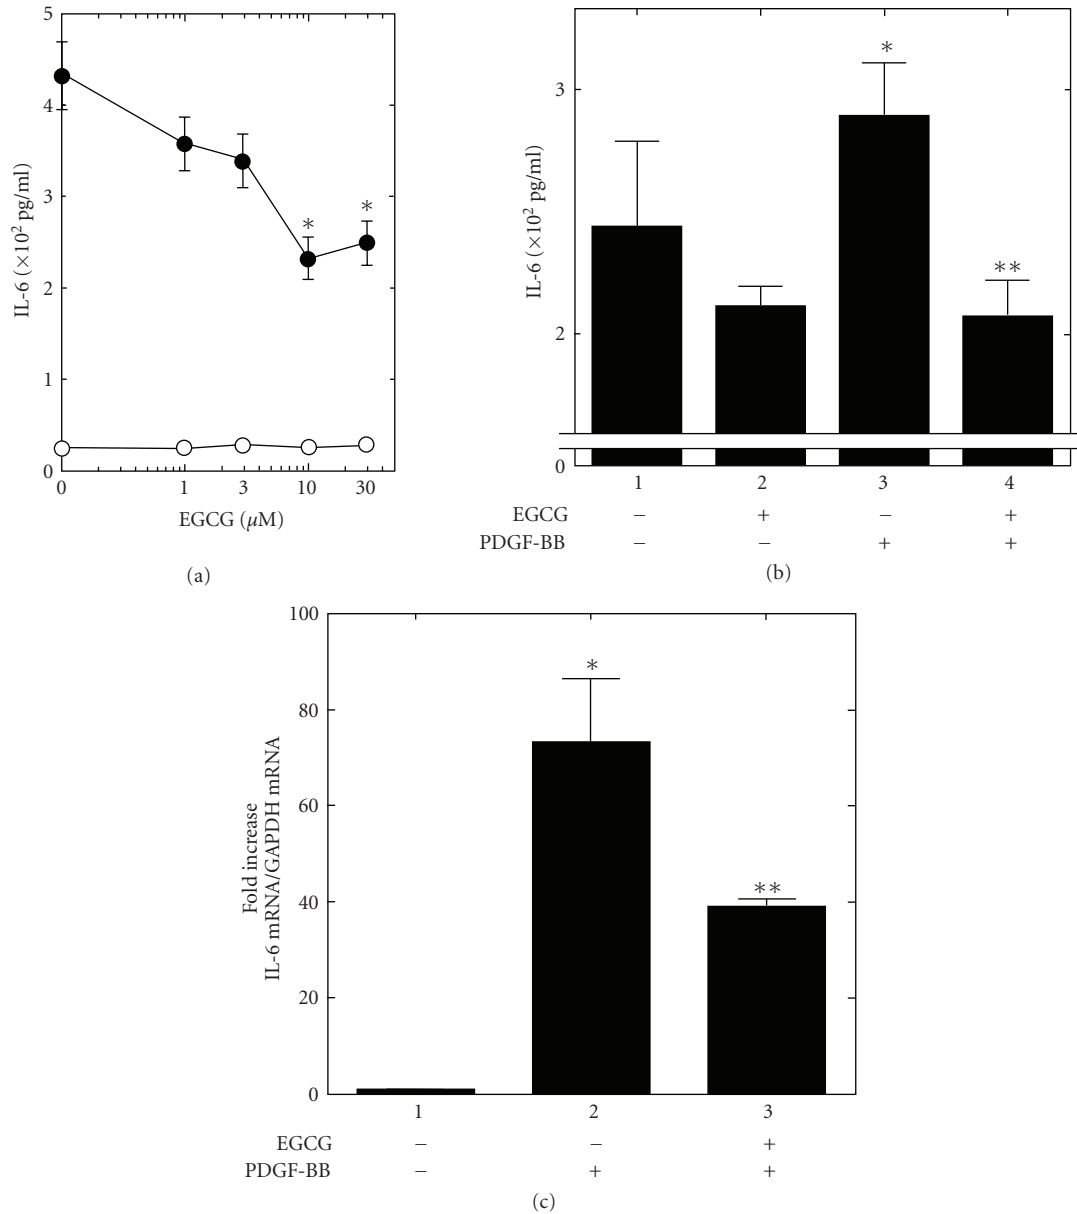 5
4
3
2
1
0
IL-6 (×10² pg/ml)
*
*
0 1 3 10 30
EGCG (μM)
(a)
3
2
0
IL-6 (×10² pg/ml)
*
**
1 2 3 4
EGCG − + − +
PDGF-BB − − + +
(b)
100
80
60
40
20
0
Fold increase
IL-6 mRNA/GAPDH mRNA
*
**
1 2 3
EGCG − − +
PDGF-BB − + +
(c)